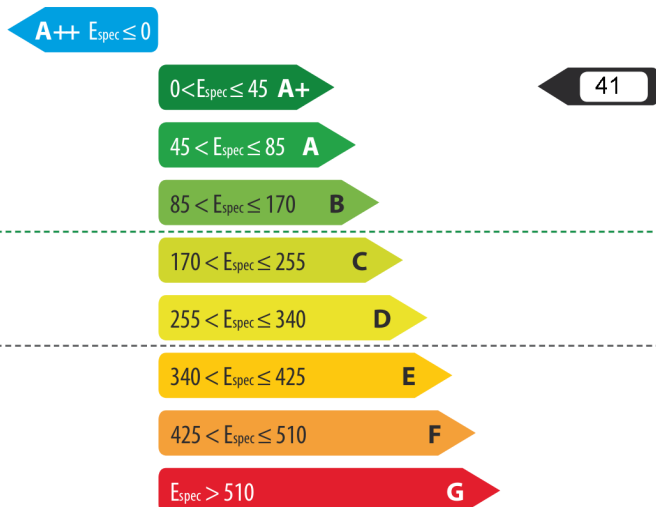 A++ Espec ≤ 0
0<Espec ≤ 45 A+
41
45 < Espec ≤ 85 A
85 < Espec ≤ 170 B
170 < Espec ≤ 255 C
255 < Espec ≤ 340 D
340 < Espec ≤ 425 E
425 < Espec ≤ 510 F
Espec > 510 G